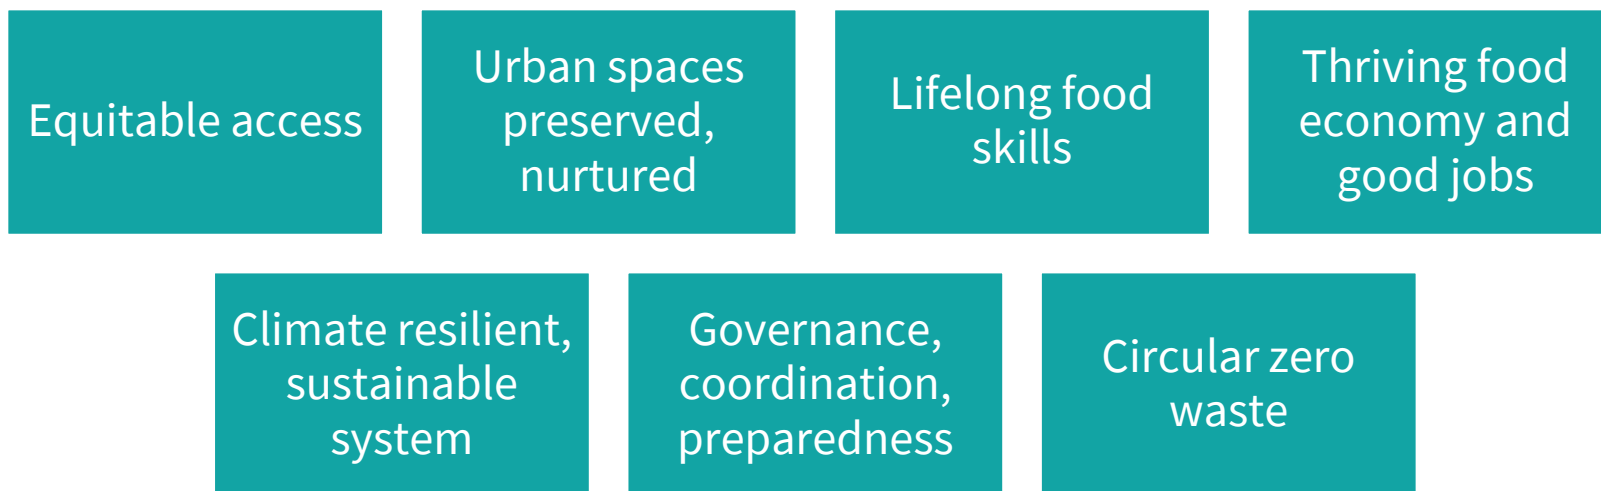 Equitable access
Urban spaces
preserved,
nurtured
Lifelong food
skills
Thriving food
economy and
good jobs
Climate resilient,
sustainable
system
Governance,
coordination,
preparedness
Circular zero
waste